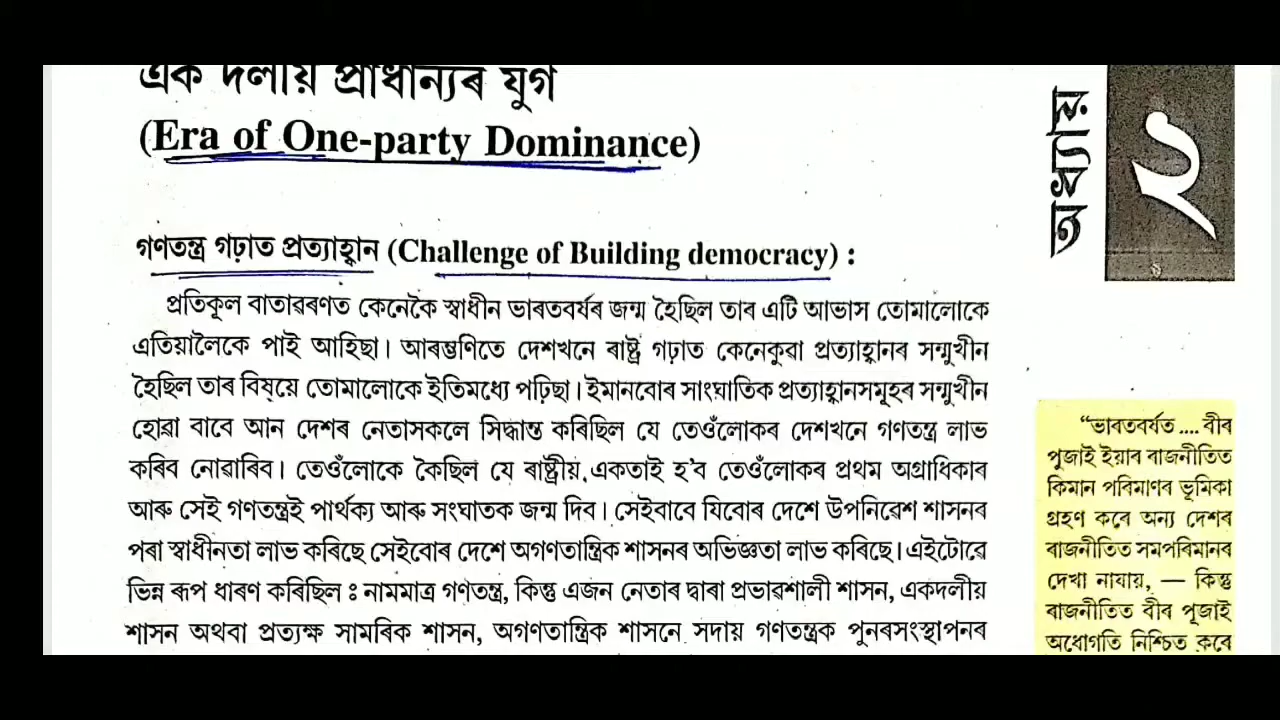 এক দলীয় প্ৰাধান্যৰ যুগ
(Era of One-party Dominance)
অধ্যায়
২
গণতন্ত্ৰ গঢ়াত প্ৰত্যাহ্বান (Challenge of Building democracy) :
প্ৰতিকূল বাতাৱৰণত কেনেকৈ স্বাধীন ভাৰতবৰ্ষৰ জন্ম হৈছিল তাৰ এটি আভাস তোমালোকে
এতিয়ালৈকে পাই আহিছা। আৰম্ভণিতে দেশখনে ৰাষ্ট্ৰ গঢ়াত কেনেকুৱা প্ৰত্যাহ্বানৰ সন্মুখীন
হৈছিল তাৰ বিষয়ে তোমালোকে ইতিমধ্যে পঢ়িছা। ইমানবোৰ সাংঘাতিক প্ৰত্যাহ্বানসমূহৰ সন্মুখীন
হোৱা বাবে আন দেশৰ নেতাসকলে সিদ্ধান্ত কৰিছিল যে তেওঁলোকৰ দেশখনে গণতন্ত্ৰ লাভ
কৰিব নোৱাৰিব। তেওঁলোকে কৈছিল যে ৰাষ্ট্ৰীয় একতাই হ'ব তেওঁলোকৰ প্ৰথম অগ্ৰাধিকাৰ
আৰু সেই গণতন্ত্ৰই পাৰ্থক্য আৰু সংঘাতক জন্ম দিব। সেইবাবে যিবোৰ দেশে উপনিৱেশ শাসনৰ
পৰা স্বাধীনতা লাভ কৰিছে সেইবোৰ দেশে অগণতান্ত্ৰিক শাসনৰ অভিজ্ঞতা লাভ কৰিছে। এইটোৱে
ভিন্ন ৰূপ ধাৰণ কৰিছিল ঃ নামমাত্ৰ গণতন্ত্ৰ, কিন্তু এজন নেতাৰ দ্বাৰা প্ৰভাৱশালী শাসন, একদলীয়
শাসন অথবা প্ৰত্যক্ষ সামৰিক শাসন, অগণতান্ত্ৰিক শাসনে সদায় গণতন্ত্ৰক পুনৰসংস্থাপনৰ
“ভাৰতবৰ্ষত .... বীৰ
পূজাই ইয়াৰ ৰাজনীতিত
কিমান পৰিমাণৰ ভূমিকা
গ্ৰহণ কৰে অন্য দেশৰ
ৰাজনীতিত সমপৰিমানৰ
দেখা নাযায়, — কিন্তু
ৰাজনীতিত বীৰ পূজাই
অধোগতি নিশ্চিত কৰে